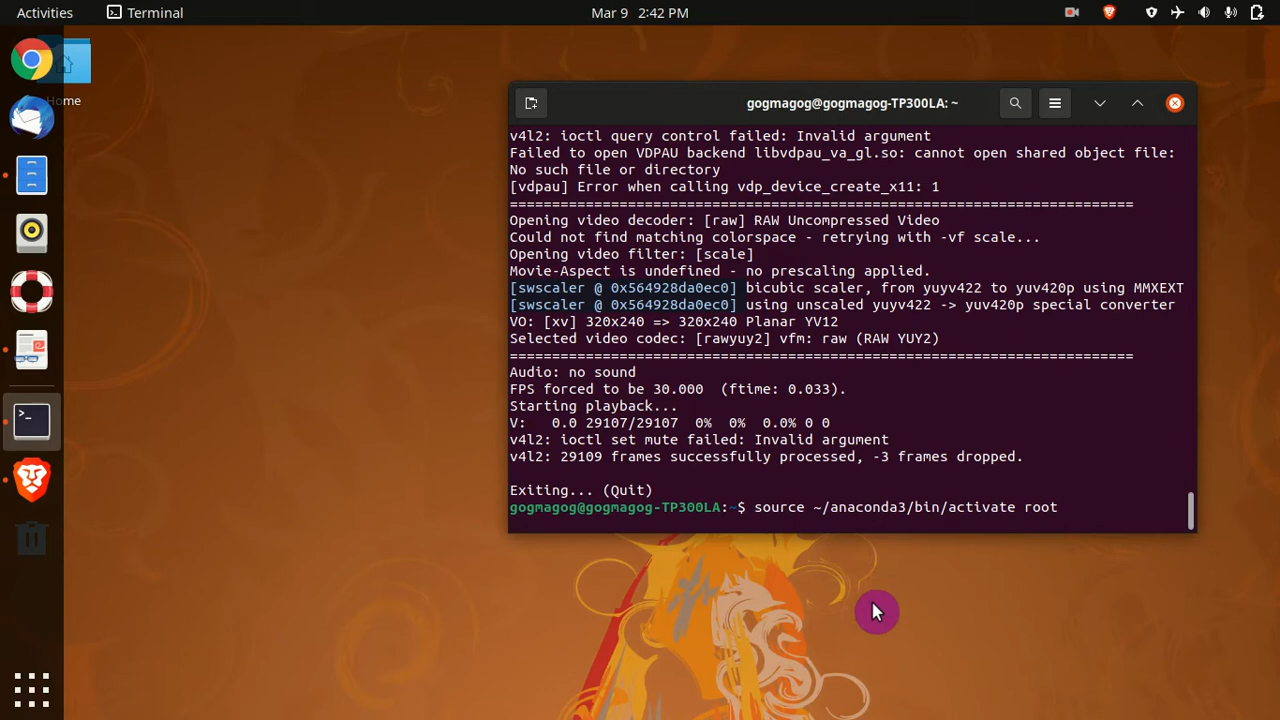 Activities
Terminal
Mar 9 2:42 PM
Home
gogmagog@gogmagog-TP300LA: ~
v4l2: ioctl query control failed: Invalid argument
Failed to open VDPAU backend libvdpau_va_gl.so: cannot open shared object file:
No such file or directory
[vdpau] Error when calling vdp_device_create_x11: 1
==========================================================================
Opening video decoder: [raw] RAW Uncompressed Video
Could not find matching colorspace - retrying with -vf scale...
Opening video filter: [scale]
Movie-Aspect is undefined - no prescaling applied.
[swscaler @ 0x564928da0ec0] bicubic scaler, from yuyv422 to yuv420p using MMXEXT
[swscaler @ 0x564928da0ec0] using unscaled yuyv422 -> yuv420p special converter
VO: [xv] 320x240 => 320x240 Planar YV12
Selected video codec: [rawyuy2] vfm: raw (RAW YUY2)
==========================================================================
Audio: no sound
FPS forced to be 30.000  (ftime: 0.033).
Starting playback...
V:   0.0 29107/29107  0%  0%  0.0% 0 0
v4l2: ioctl set mute failed: Invalid argument
v4l2: 29109 frames successfully processed, -3 frames dropped.
Exiting... (Quit)
gogmagog@gogmagog-TP300LA:~$ source ~/anaconda3/bin/activate root